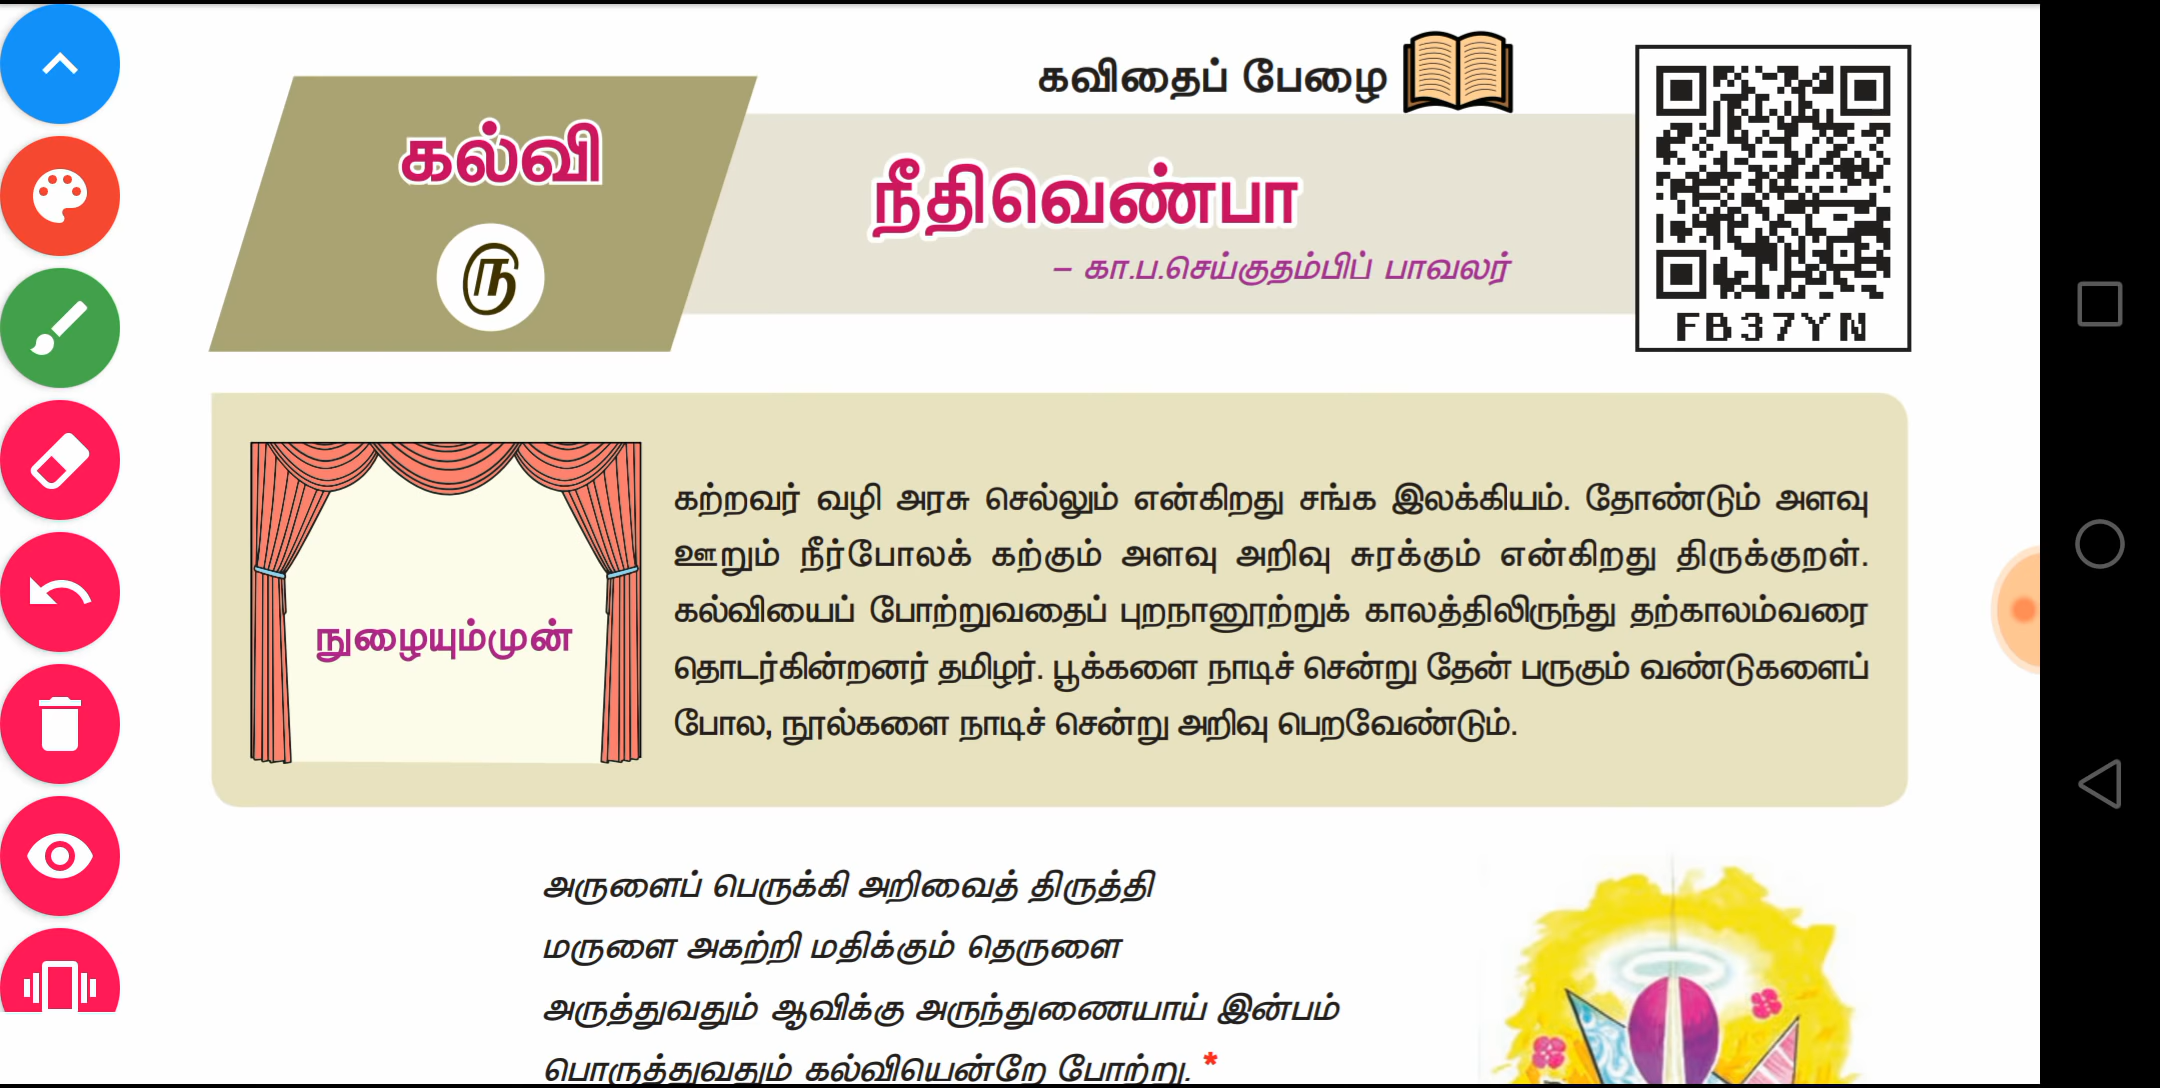 கவிதைப் பேழை
கல்வி
௫
நீதிவெண்பா
– கா.ப.செய்குதம்பிப் பாவலர்
FB37YN
நுழையும்முன்
கற்றவர் வழி அரசு செல்லும் என்கிறது சங்க இலக்கியம். தோண்டும் அளவு
ஊறும் நீர்போலக் கற்கும் அளவு அறிவு சுரக்கும் என்கிறது திருக்குறள்.
கல்வியைப் போற்றுவதைப் புறநானூற்றுக் காலத்திலிருந்து தற்காலம்வரை
தொடர்கின்றனர் தமிழர். பூக்களை நாடிச் சென்று தேன் பருகும் வண்டுகளைப்
போல, நூல்களை நாடிச் சென்று அறிவு பெறவேண்டும்.
அருளைப் பெருக்கி அறிவைத் திருத்தி
மருளை அகற்றி மதிக்கும் தெருளை
அருத்துவதும் ஆவிக்கு அருந்துணையாய் இன்பம்
பொருத்துவதும் கல்வியென்றே போற்று. *